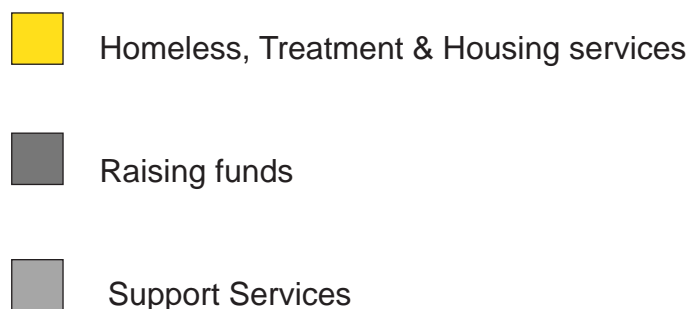 Homeless, Treatment & Housing services
Raising funds
Support Services